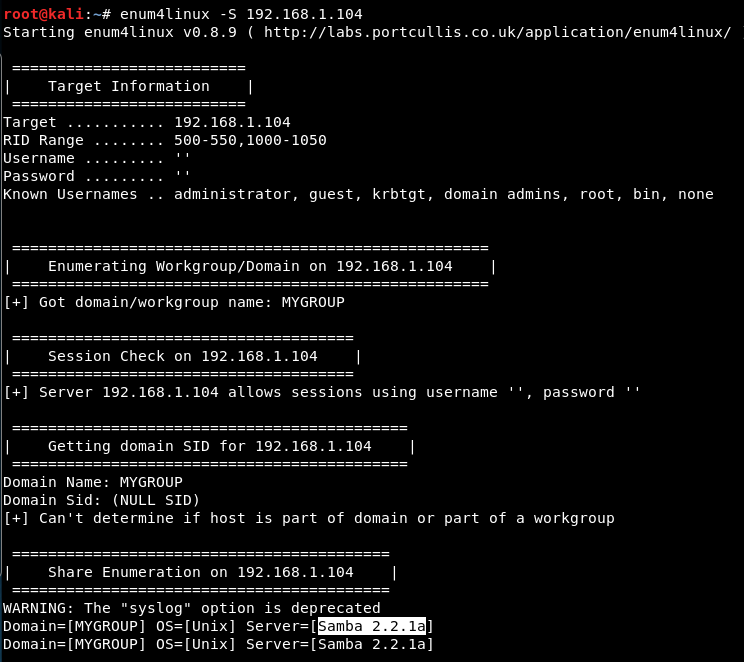 root@kali:~# enum4linux -S 192.168.1.104
Starting enum4linux v0.8.9 ( http://labs.portcullis.co.uk/application/enum4linux/ )
==========================
|    Target Information    |
==========================
Target ........... 192.168.1.104
RID Range ........ 500-550,1000-1050
Username ......... ''
Password ......... ''
Known Usernames .. administrator, guest, krbtgt, domain admins, root, bin, none
=====================================================
|    Enumerating Workgroup/Domain on 192.168.1.104    |
=====================================================
[+] Got domain/workgroup name: MYGROUP
======================================
|    Session Check on 192.168.1.104    |
======================================
[+] Server 192.168.1.104 allows sessions using username '', password ''
============================================
|    Getting domain SID for 192.168.1.104    |
============================================
Domain Name: MYGROUP
Domain Sid: (NULL SID)
[+] Can't determine if host is part of domain or part of a workgroup
==========================================
|    Share Enumeration on 192.168.1.104    |
==========================================
WARNING: The "syslog" option is deprecated
Domain=[MYGROUP] OS=[Unix] Server=[Samba 2.2.1a]
Domain=[MYGROUP] OS=[Unix] Server=[Samba 2.2.1a]